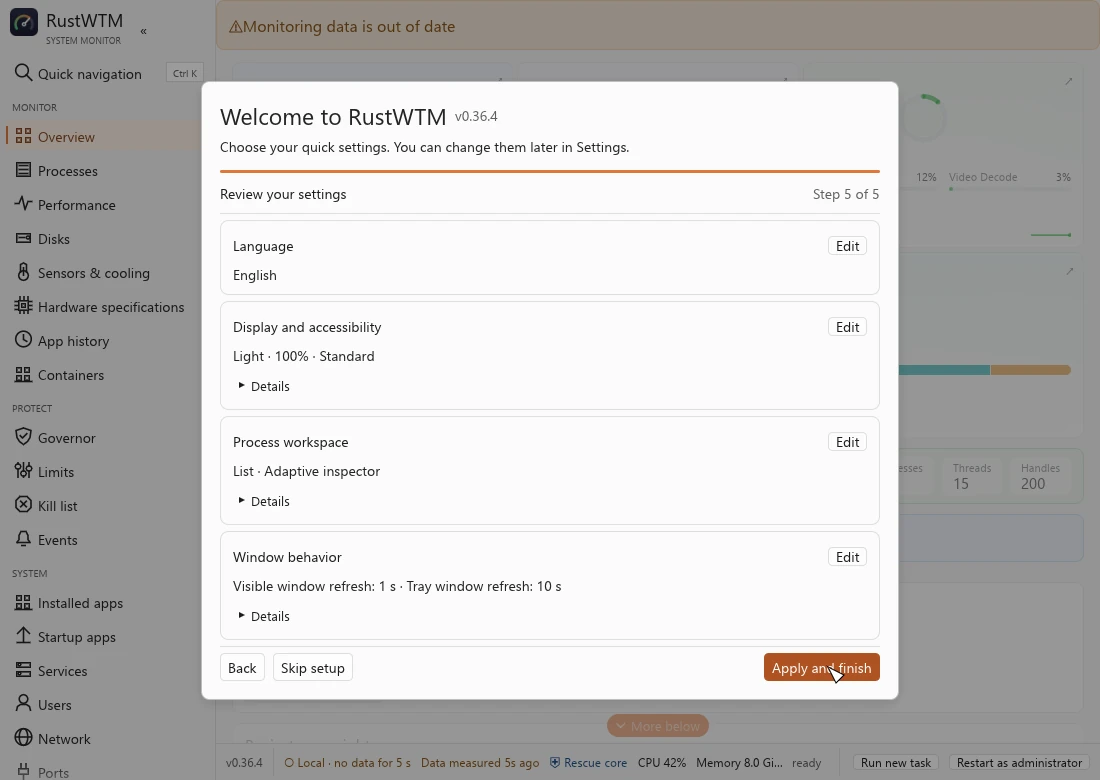 RustWTM
SYSTEM MONITOR
«
Quick navigation
Ctrl K
MONITOR
Overview
Processes
Performance
Disks
Sensors & cooling
Hardware specifications
App history
Containers
PROTECT
Governor
Limits
Kill list
Events
SYSTEM
Installed apps
Startup apps
Services
Users
Network
Ports
Monitoring data is out of date
12%
Video Decode
3%
Threads
15
Handles
200
Welcome to RustWTM v0.36.4
Choose your quick settings. You can change them later in Settings.
Review your settings
Step 5 of 5
Language
Edit
English
Display and accessibility
Edit
Light · 100% · Standard
Details
Process workspace
Edit
List · Adaptive inspector
Details
Window behavior
Edit
Visible window refresh: 1 s · Tray window refresh: 10 s
Details
Back
Skip setup
Apply and finish
More below
v0.36.4
Local · no data for 5 s
Data measured 5s ago
Rescue core
CPU 42%
Memory 8.0 Gi...
ready
Run new task
Restart as administrator